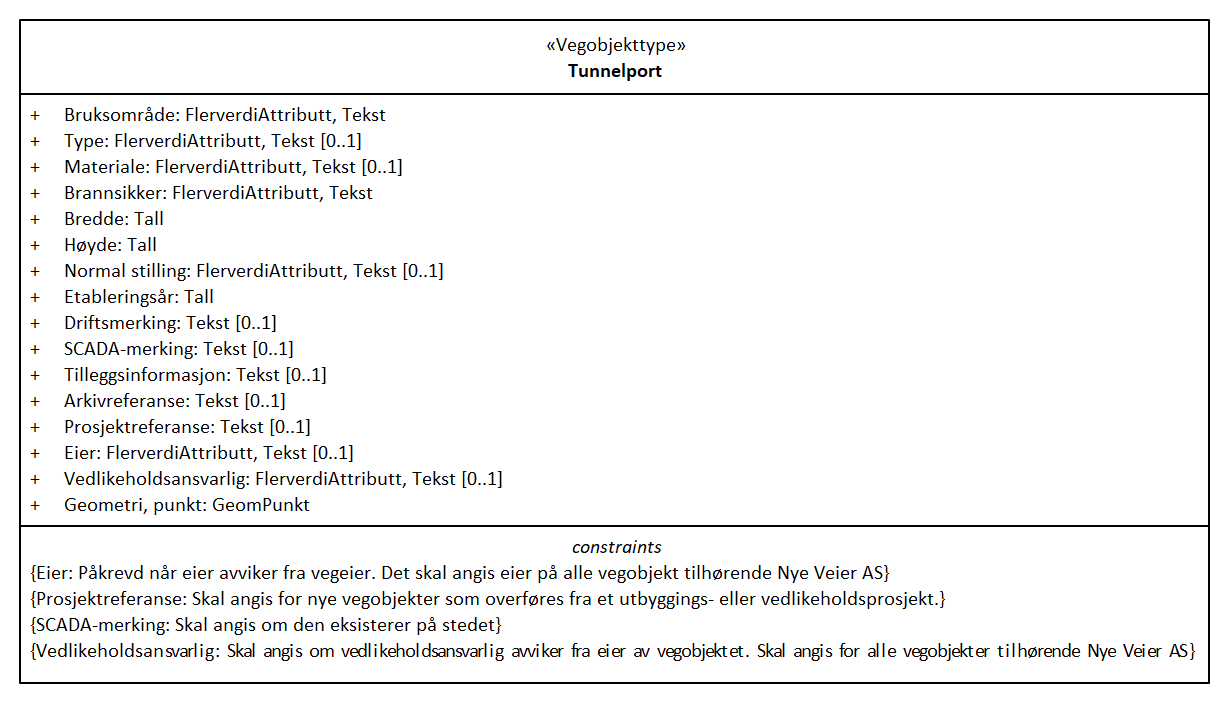 «Vegobjekttype»
Tunnelport
+ Bruksområde: FlerverdiAttributt, Tekst
+ Type: FlerverdiAttributt, Tekst [0..1]
+ Materiale: FlerverdiAttributt, Tekst [0..1]
+ Brannsikker: FlerverdiAttributt, Tekst
+ Bredde: Tall
+ Høyde: Tall
+ Normal stilling: FlerverdiAttributt, Tekst [0..1]
+ Etableringsår: Tall
+ Driftsmerking: Tekst [0..1]
+ SCADA-merking: Tekst [0..1]
+ Tilleggsinformasjon: Tekst [0..1]
+ Arkivreferanse: Tekst [0..1]
+ Prosjektreferanse: Tekst [0..1]
+ Eier: FlerverdiAttributt, Tekst [0..1]
+ Vedlikeholdsansvarlig: FlerverdiAttributt, Tekst [0..1]
+ Geometri, punkt: GeomPunkt
constraints
{Eier: Påkrevd når eier avviker fra vegeier. Det skal angis eier på alle vegobjekt tilhørende Nye Veier AS}
{Prosjektreferanse: Skal angis for nye vegobjekter som overføres fra et utbyggings- eller vedlikeholdsprosjekt.}
{SCADA-merking: Skal angis om den eksisterer på stedet}
{Vedlikeholdsansvarlig: Skal angis om vedlikeholdsansvarlig avviker fra eier av vegobjektet. Skal angis for alle vegobjekter tilhørende Nye Veier AS}